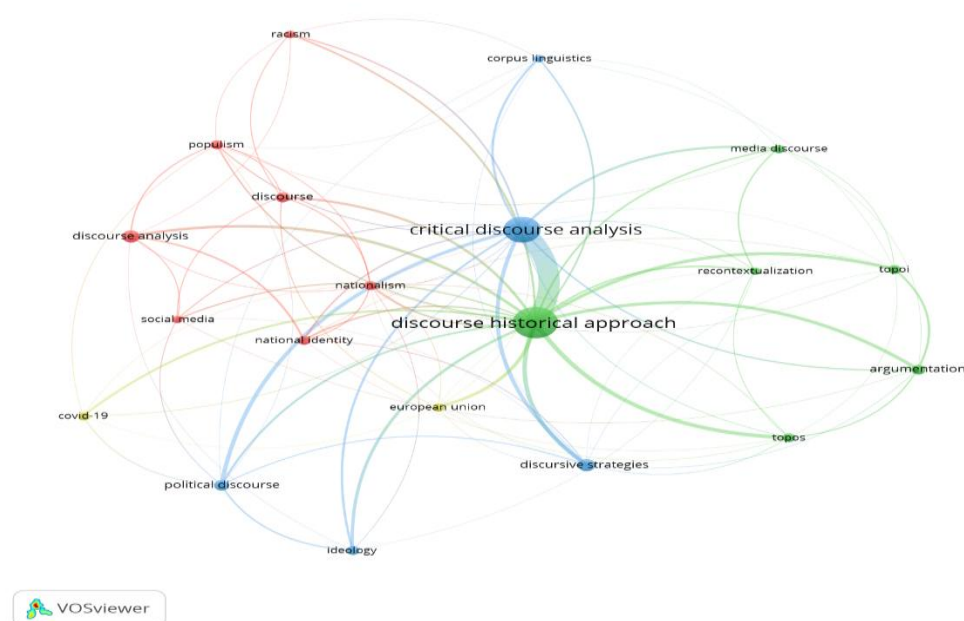 racism
corpus linguistics
populism
media discourse
discourse
critical discourse analysis
discourse analysis
recontextualization
topoi
nationalism
social media
discourse historical approach
national identity
argumentation
european union
covid-19
topos
discursive strategies
political discourse
ideology
VOSviewer